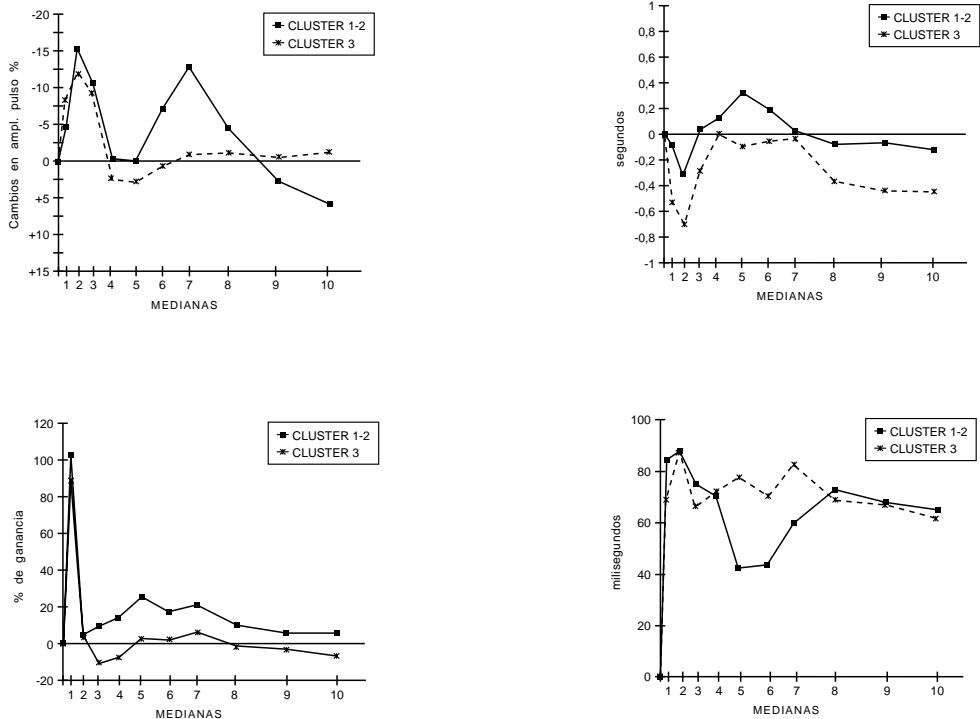 Cambios en ampl. pulso %
-20
-15
-10
-5
0
+5
+10
+15
1 2 3 4 5 6 7 8 9 10
MEDIANAS
CLUSTER 1-2
CLUSTER 3
segundos
1
0,8
0,6
0,4
0,2
0
-0,2
-0,4
-0,6
-0,8
-1
1 2 3 4 5 6 7 8 9 10
MEDIANAS
CLUSTER 1-2
CLUSTER 3
% de ganancia
120
100
80
60
40
20
0
-20
1 2 3 4 5 6 7 8 9 10
MEDIANAS
CLUSTER 1-2
CLUSTER 3
milisegundos
100
80
60
40
20
0
1 2 3 4 5 6 7 8 9 10
MEDIANAS
CLUSTER 1-2
CLUSTER 3